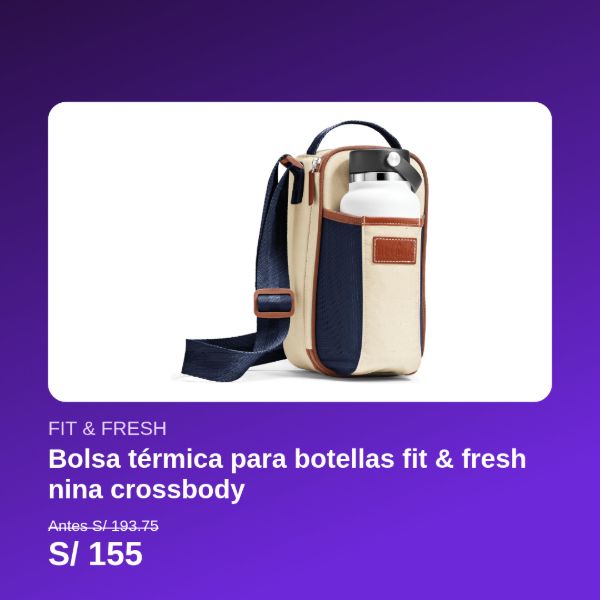 FIT & FRESH
Bolsa térmica para botellas fit & fresh
nina crossbody
Antes S/ 193.75
S/ 155